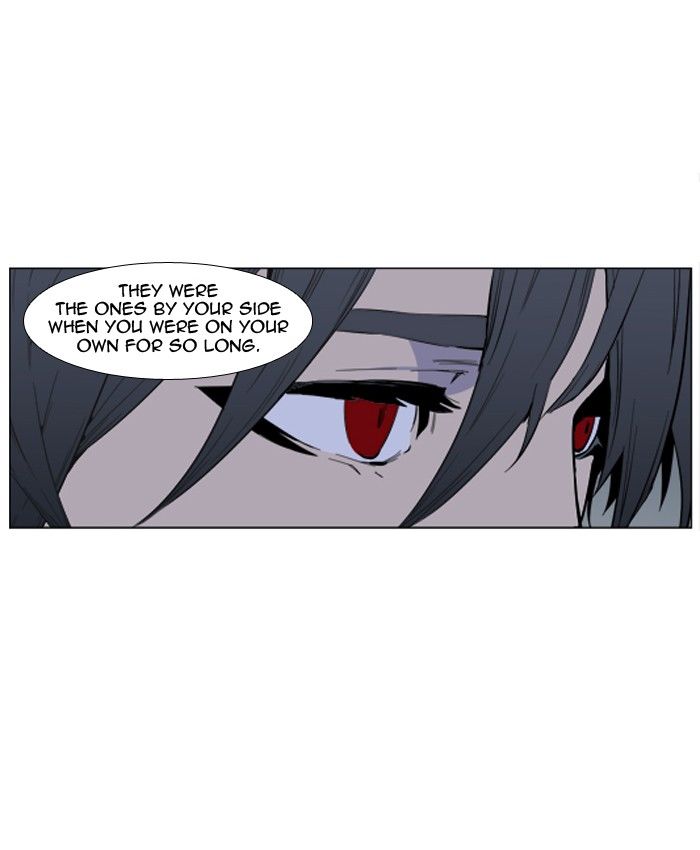 THEY WERE
THE ONES BY YOUR SIDE
WHEN YOU WERE ON YOUR
OWN FOR SO LONG.